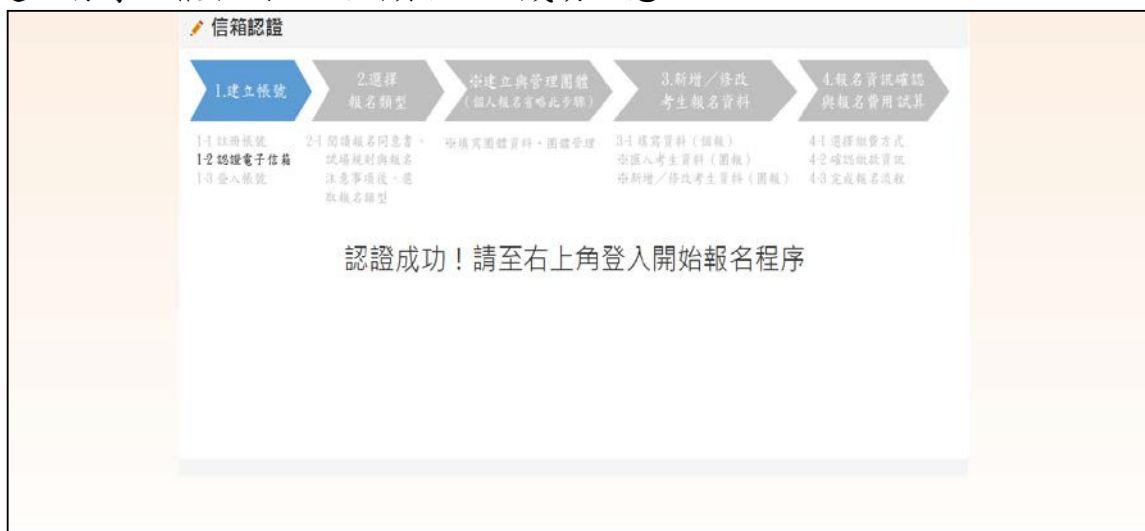 信箱認證
1.建立帳號
2.選擇
報名類型
※建立與管理團體
(個人報名省略此步驟)
3.新增／修改
考生報名資料
4.報名資訊確認
與報名費用試算
1-1 註冊帳號
1-2 認證電子信箱
1-3 登入帳號
2-1 閱讀報名同意書、
試場規則與報名
注意事項後，選
取報名類型
※填寫團體資料，團體管理
3-1 填寫資料（個報）
※匯入考生資料（團報）
※新增／修改考生資料（團報）
4-1 選擇繳費方式
4-2 確認繳款資訊
4-3 完成報名流程
認證成功！請至右上角登入開始報名程序